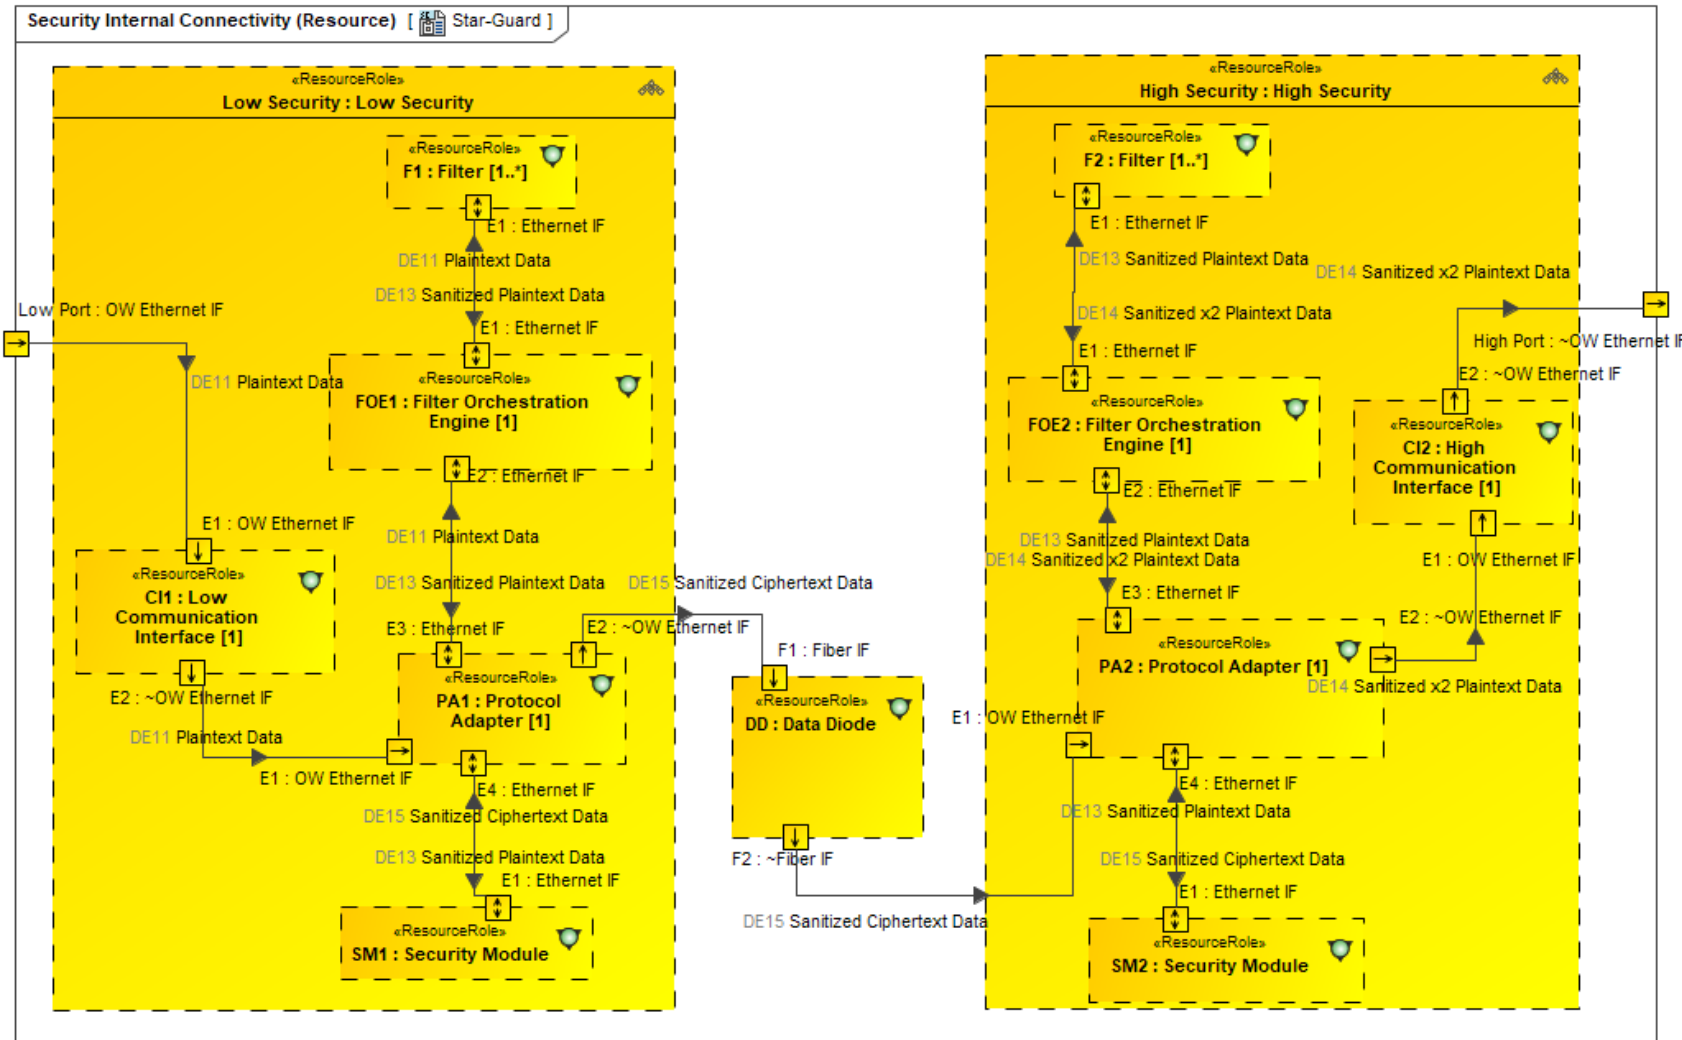 Security Internal Connectivity (Resource) [ Star-Guard ]
«ResourceRole»
Low Security : Low Security
«ResourceRole»
F1 : Filter [1..*]
E1 : Ethernet IF
DE11 Plaintext Data
DE13 Sanitized Plaintext Data
E1 : Ethernet IF
Low Port : OW Ethernet IF
DE11 Plaintext Data
«ResourceRole»
FOE1 : Filter Orchestration
Engine [1]
E2 : Ethernet IF
DE11 Plaintext Data
DE13 Sanitized Plaintext Data
E3 : Ethernet IF
E1 : OW Ethernet IF
«ResourceRole»
CI1 : Low
Communication
Interface [1]
E2 : ~OW Ethernet IF
DE11 Plaintext Data
E1 : OW Ethernet IF
«ResourceRole»
PA1 : Protocol
Adapter [1]
E2 : ~OW Ethernet IF
DE15 Sanitized Ciphertext Data
E4 : Ethernet IF
DE15 Sanitized Ciphertext Data
DE13 Sanitized Plaintext Data
E1 : Ethernet IF
«ResourceRole»
SM1 : Security Module
F1 : Fiber IF
«ResourceRole»
DD : Data Diode
F2 : ~Fiber IF
DE15 Sanitized Ciphertext Data
«ResourceRole»
High Security : High Security
«ResourceRole»
F2 : Filter [1..*]
E1 : Ethernet IF
DE13 Sanitized Plaintext Data
DE14 Sanitized x2 Plaintext Data
E1 : Ethernet IF
«ResourceRole»
FOE2 : Filter Orchestration
Engine [1]
E2 : Ethernet IF
DE13 Sanitized Plaintext Data
DE14 Sanitized x2 Plaintext Data
E3 : Ethernet IF
«ResourceRole»
PA2 : Protocol Adapter [1]
E1 : OW Ethernet IF
E4 : Ethernet IF
DE13 Sanitized Plaintext Data
DE15 Sanitized Ciphertext Data
E1 : Ethernet IF
«ResourceRole»
SM2 : Security Module
DE14 Sanitized x2 Plaintext Data
High Port : ~OW Ethernet IF
E2 : ~OW Ethernet IF
«ResourceRole»
CI2 : High
Communication
Interface [1]
E1 : OW Ethernet IF
E2 : ~OW Ethernet IF
DE14 Sanitized x2 Plaintext Data